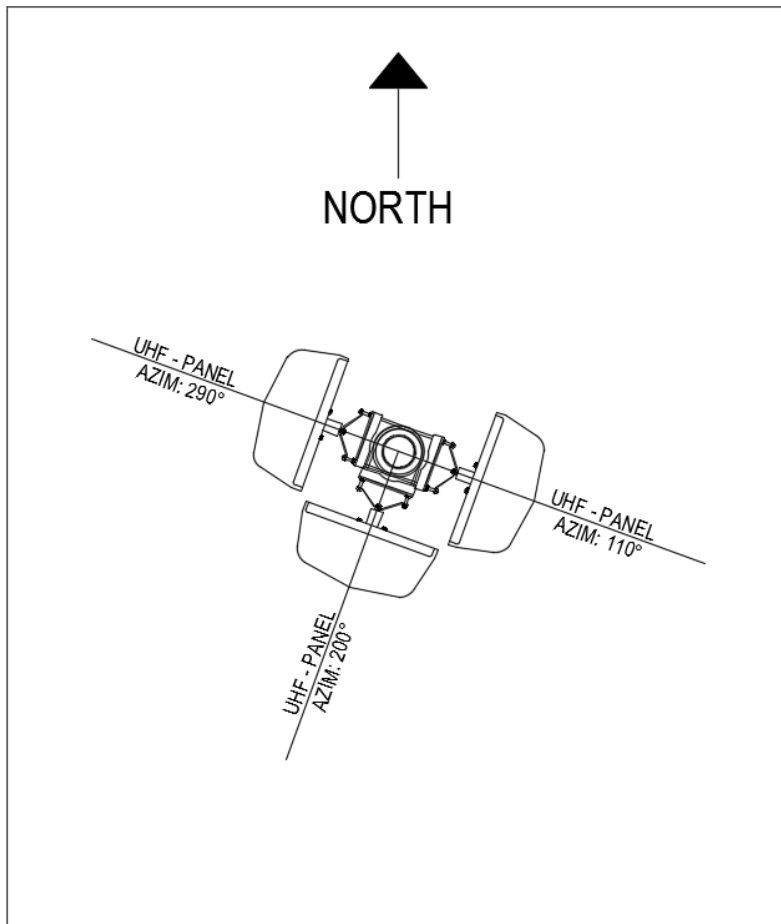 NORTH
UHF - PANEL
AZIM: 290°
UHF - PANEL
AZIM: 110°
UHF - PANEL
AZIM: 200°